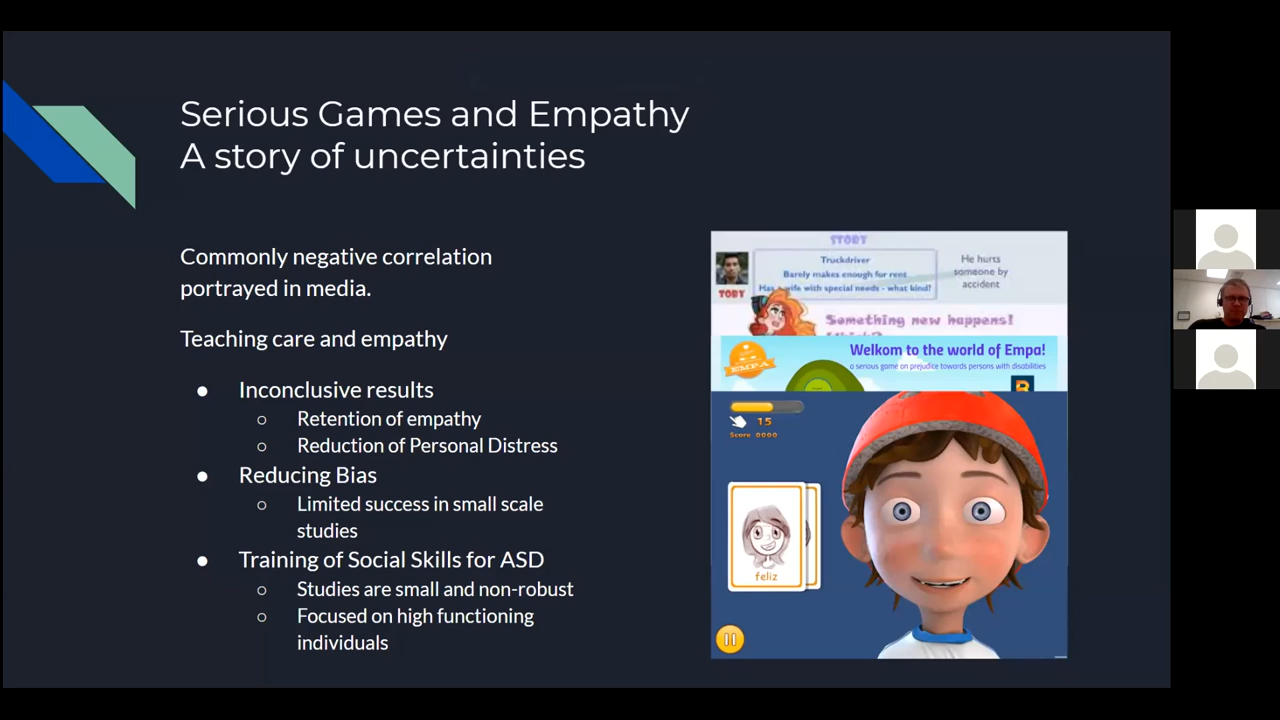 Serious Games and Empathy
A story of uncertainties
Commonly negative correlation
portrayed in media.
Teaching care and empathy
● Inconclusive results
○ Retention of empathy
○ Reduction of Personal Distress
● Reducing Bias
○ Limited success in small scale
studies
● Training of Social Skills for ASD
○ Studies are small and non-robust
○ Focused on high functioning
individuals
STORY
Truckdriver
Barely makes enough for rent
Has a wife with special needs - what kind?
TOBY
He hurts
someone by
accident
Something new happens!
EMPA
Welkom to the world of Empa!
a serious game on prejudice towards persons with disabilities
15
Score 0000
feliz